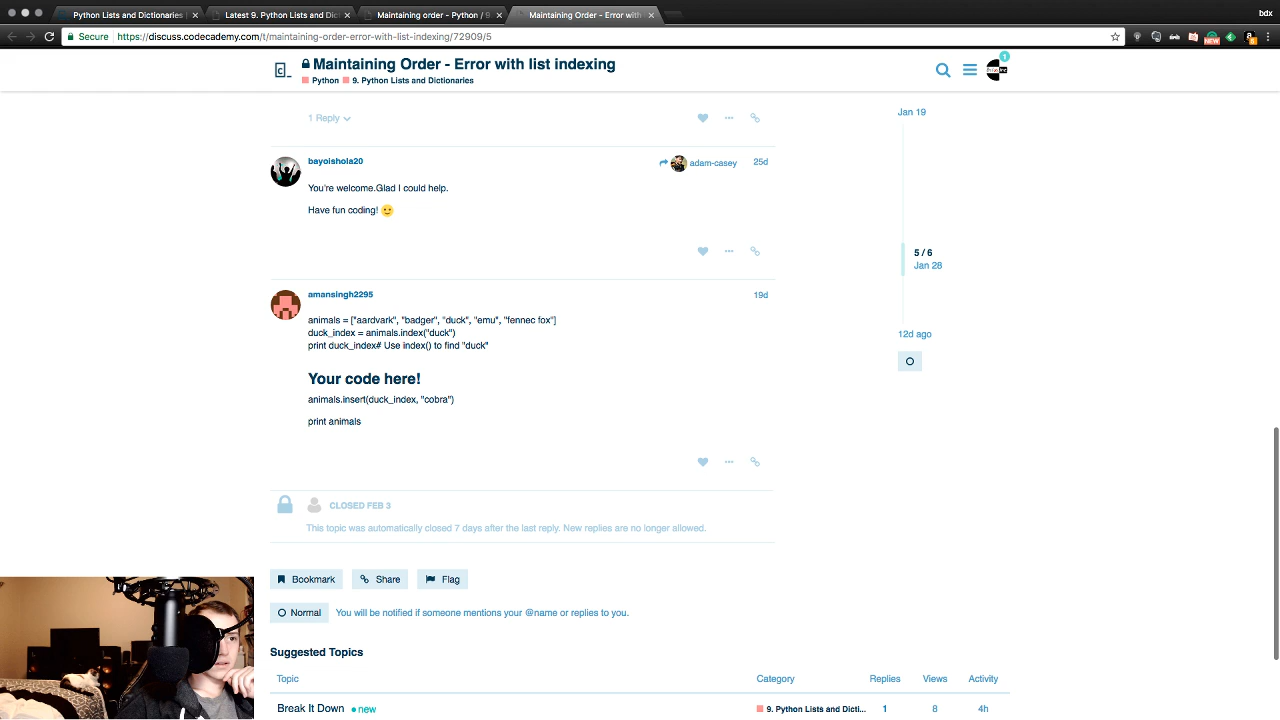 Python Lists and Dictionaries
Latest 9. Python Lists and Dict
Maintaining order - Python / 9.
Maintaining Order - Error with
bdx
Secure
https://discuss.codecademy.com/t/maintaining-order-error-with-list-indexing/72909/5
NEW
Maintaining Order - Error with list indexing
Python 9. Python Lists and Dictionaries
1
1 Reply
Jan 19
bayoishola20
adam-casey 25d
You're welcome.Glad I could help.
Have fun coding!
5 / 6
Jan 28
amansingh2295
19d
animals = ["aardvark", "badger", "duck", "emu", "fennec fox"]
duck_index = animals.index("duck")
print duck_index# Use index() to find "duck"
12d ago
Your code here!
animals.insert(duck_index, "cobra")
print animals
CLOSED FEB 3
This topic was automatically closed 7 days after the last reply. New replies are no longer allowed.
Bookmark Share Flag
Normal You will be notified if someone mentions your @name or replies to you.
Suggested Topics
Topic Category Replies Views Activity
Break It Down new 9. Python Lists and Dicti... 1 8 4h